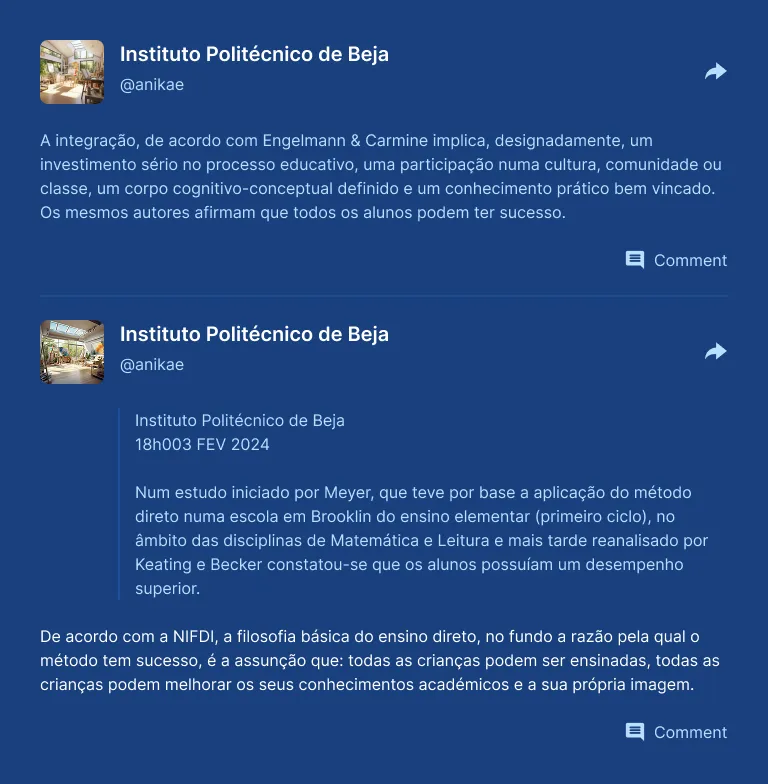 Instituto Politécnico de Beja
@anikae
A integração, de acordo com Engelmann & Carmine implica, designadamente, um
investimento sério no processo educativo, uma participação numa cultura, comunidade ou
classe, um corpo cognitivo-conceptual definido e um conhecimento prático bem vincado.
Os mesmos autores afirmam que todos os alunos podem ter sucesso.
Comment
Instituto Politécnico de Beja
@anikae
Instituto Politécnico de Beja
18h003 FEV 2024
Num estudo iniciado por Meyer, que teve por base a aplicação do método
direto numa escola em Brooklin do ensino elementar (primeiro ciclo), no
âmbito das disciplinas de Matemática e Leitura e mais tarde reanalisado por
Keating e Becker constatou-se que os alunos possuíam um desempenho
superior.
De acordo com a NIFDI, a filosofia básica do ensino direto, no fundo a razão pela qual o
método tem sucesso, é a assunção que: todas as crianças podem ser ensinadas, todas as
crianças podem melhorar os seus conhecimentos académicos e a sua própria imagem.
Comment